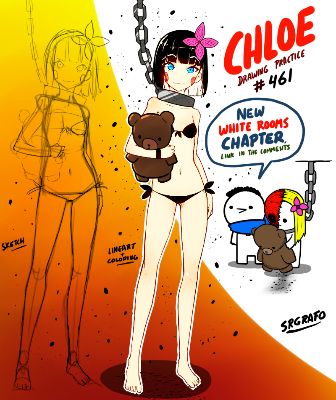 CHLOE
DRAWING PRACTICE
# 461
NEW
WHITE ROOMS
CHAPTER,
LINK IN THE COMMENTS
SKETCH
LINEART
+
COLORING
SRGRAFO